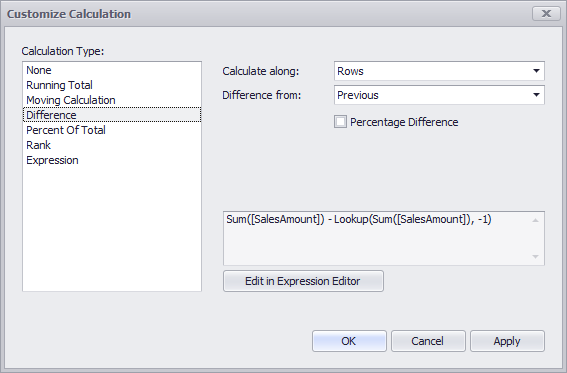 Customize Calculation
Calculation Type:
None
Running Total
Moving Calculation
Difference
Percent Of Total
Rank
Expression
Calculate along: Rows
Difference from: Previous
Percentage Difference
Sum([SalesAmount]) - Lookup(Sum([SalesAmount]), -1)
Edit in Expression Editor
OK Cancel Apply